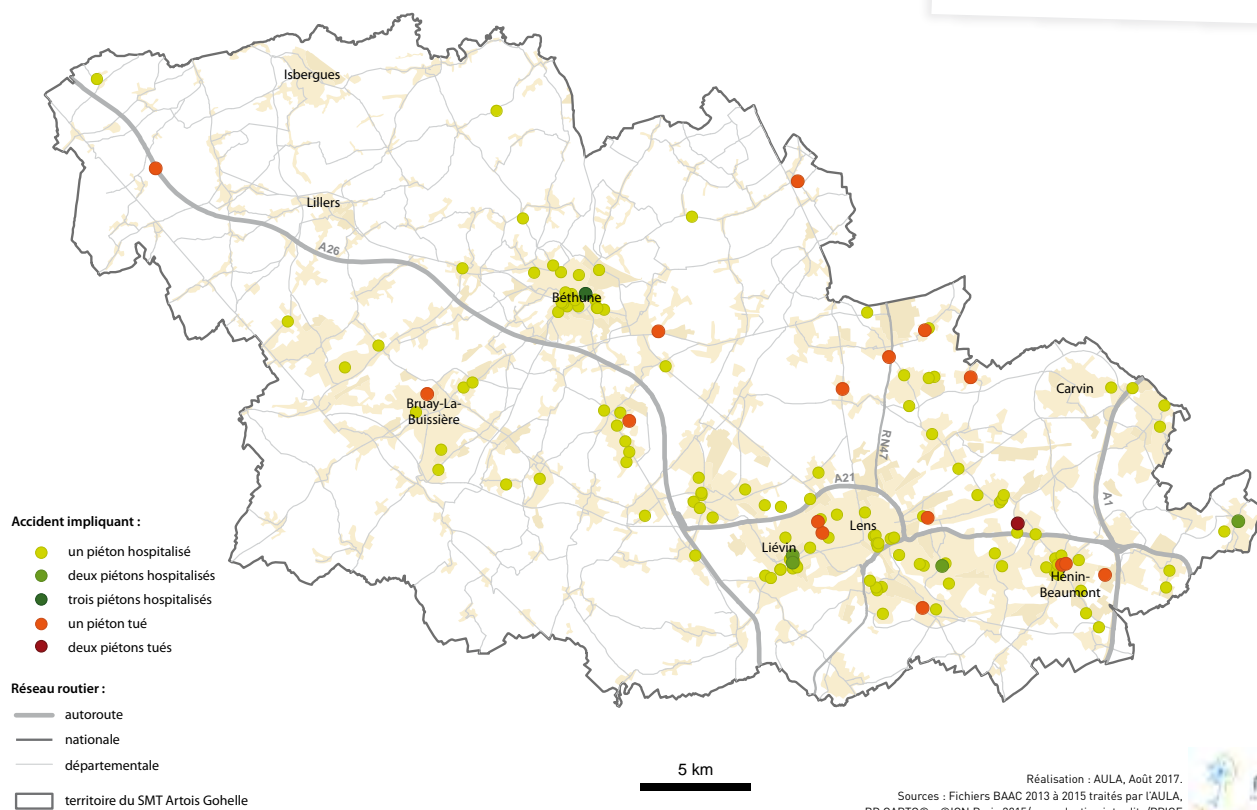 Isbergues
Lillers
A26
Béthune
Bruay-La-
Buissière
Carvin
RN47
A21
A1
Lens
Liévin
Hénin-
Beaumont
Accident impliquant :
un piéton hospitalisé
deux piétons hospitalisés
trois piétons hospitalisés
un piéton tué
deux piétons tués
Réseau routier :
autoroute
nationale
départementale
territoire du SMT Artois Gohelle
5 km
Réalisation : AULA, Août 2017.
Sources : Fichiers BAAC 2013 à 2015 traités par l'AULA,